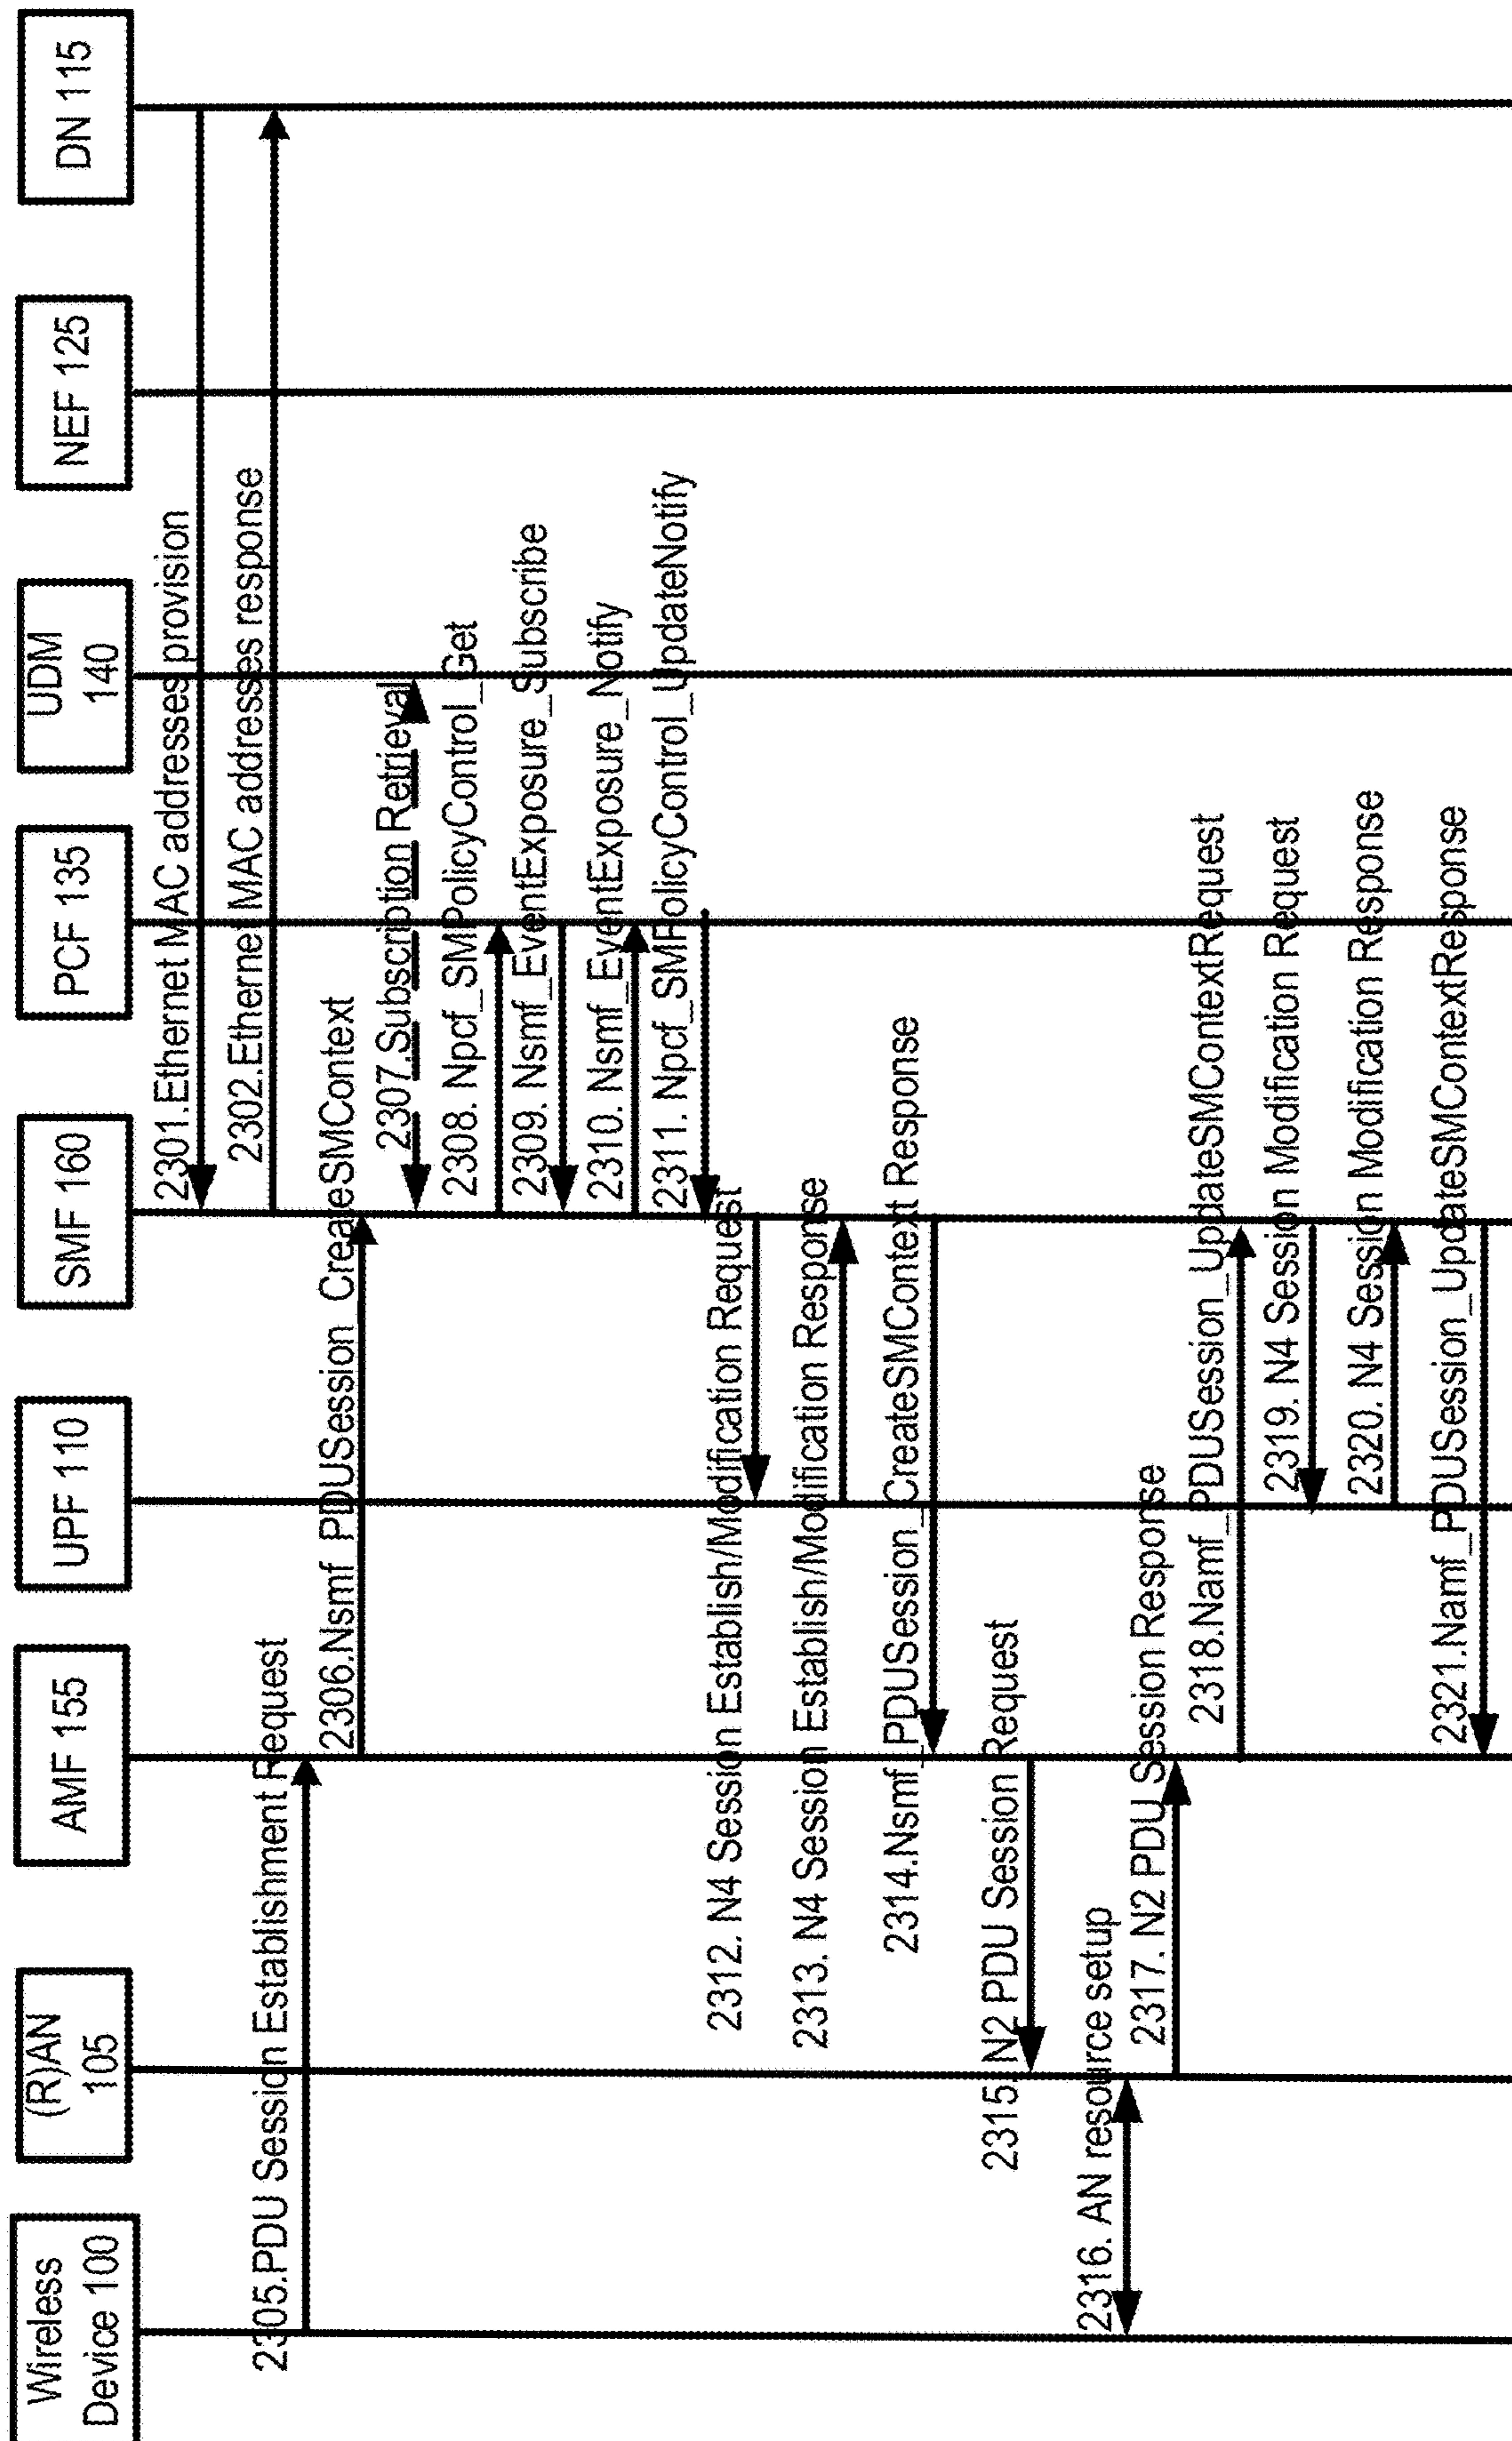 Wireless
Device 100
(R)AN
105
AMF 155
UPF 110
SMF 160
PCF 135
UDM
140
NEF 125
DN 115
2301.Ethernet MAC addresses provision
2302.Ethernet MAC addresses response
2305.PDU Session Establishment Request
2306.Nsmf_PDUSession_CreateSMContext
2307.Subscription Retrieval
2308. Npcf_SMPolicyControl_Get
2309. Nsmf_EventExposure_Subscribe
2310. Nsmf_EventExposure_Notify
2311. Npcf_SMPolicyControl_UpdateNotify
2312. N4 Session Establish/Modification Request
2313. N4 Session Establish/Modification Response
2314.Nsmf_PDUSession_CreateSMContext Response
2315. N2 PDU Session Request
2316. AN resource setup
2317. N2 PDU Session Response
2318.Namf_PDUSession_UpdateSMContextRequest
2319. N4 Session Modification Request
2320. N4 Session Modification Response
2321.Namf_PDUSession_UpdateSMContextResponse